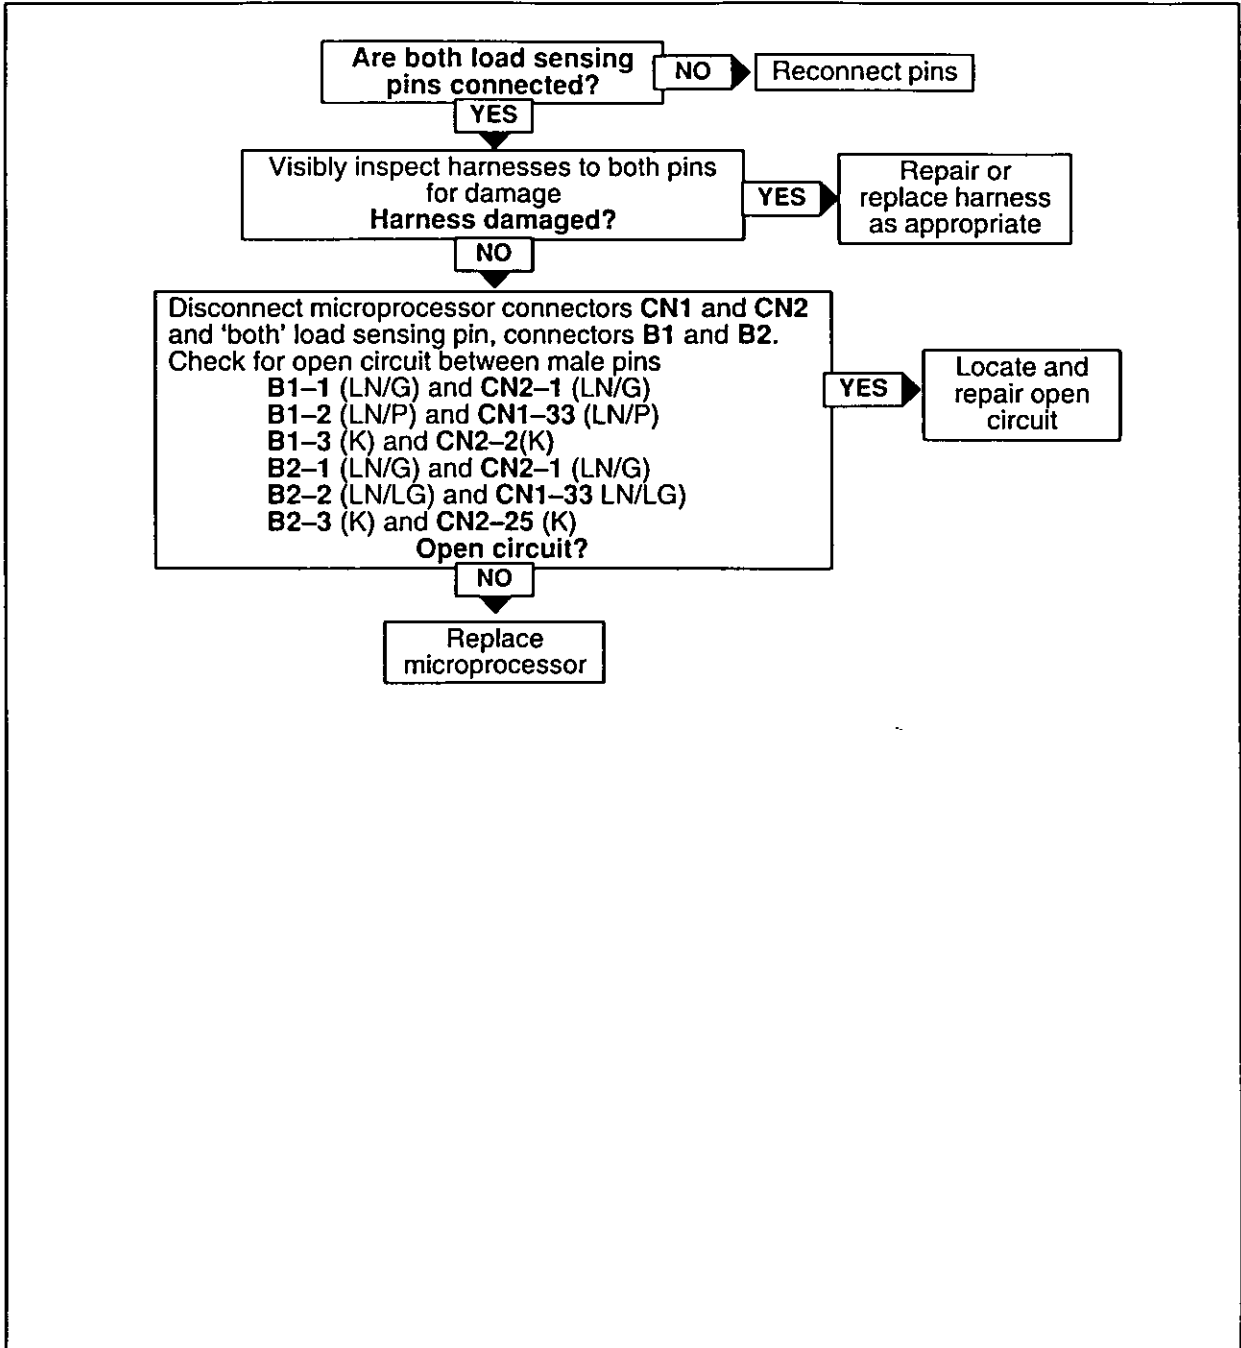 Are both load sensing
pins connected?
NO
Reconnect pins
YES
Visibly inspect harnesses to both pins
for damage
Harness damaged?
YES
Repair or
replace harness
as appropriate
NO
Disconnect microprocessor connectors CN1 and CN2
and ‘both’ load sensing pin, connectors B1 and B2.
Check for open circuit between male pins
B1–1 (LN/G) and CN2–1 (LN/G)
B1–2 (LN/P) and CN1–33 (LN/P)
B1–3 (K) and CN2–2(K)
B2–1 (LN/G) and CN2–1 (LN/G)
B2–2 (LN/LG) and CN1–33 LN/LG)
B2–3 (K) and CN2–25 (K)
Open circuit?
YES
Locate and
repair open
circuit
NO
Replace
microprocessor